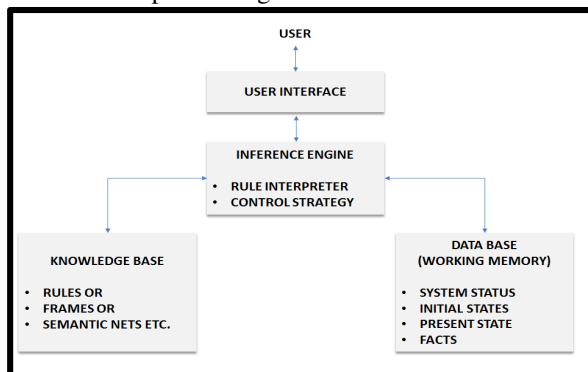 USER
USER INTERFACE
INFERENCE ENGINE
• RULE INTERPRETER
• CONTROL STRATEGY
KNOWLEDGE BASE
• RULES OR
• FRAMES OR
• SEMANTIC NETS ETC.
DATA BASE
(WORKING MEMORY)
• SYSTEM STATUS
• INITIAL STATES
• PRESENT STATE
• FACTS